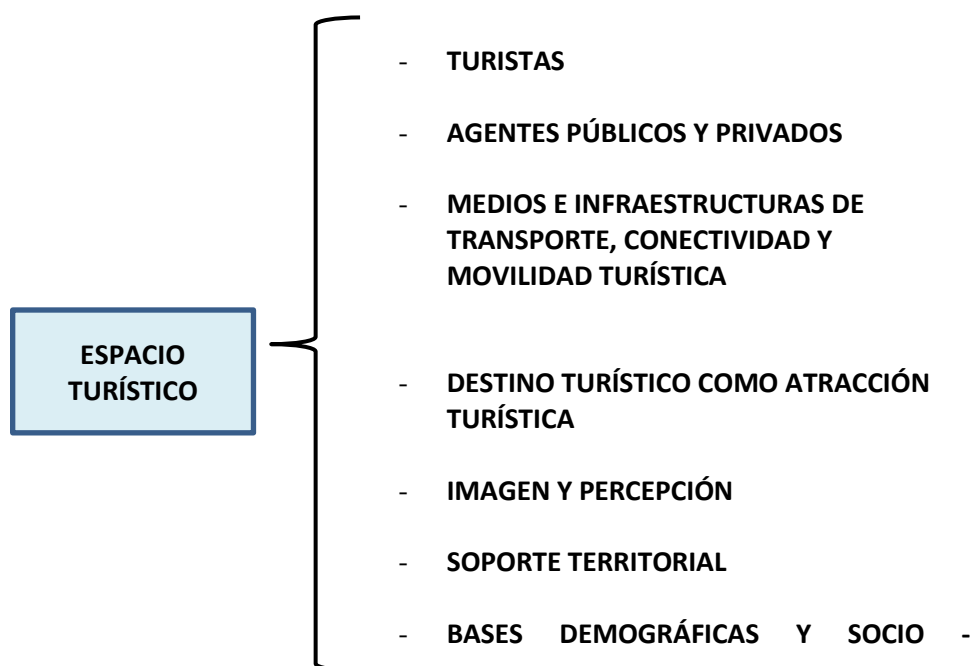 - TURISTAS
- AGENTES PÚBLICOS Y PRIVADOS
- MEDIOS E INFRAESTRUCTURAS DE
TRANSPORTE, CONECTIVIDAD Y
MOVILIDAD TURÍSTICA
ESPACIO
TURÍSTICO
- DESTINO TURÍSTICO COMO ATRACCIÓN
TURÍSTICA
- IMAGEN Y PERCEPCIÓN
- SOPORTE TERRITORIAL
- BASES DEMOGRÁFICAS Y SOCIO -